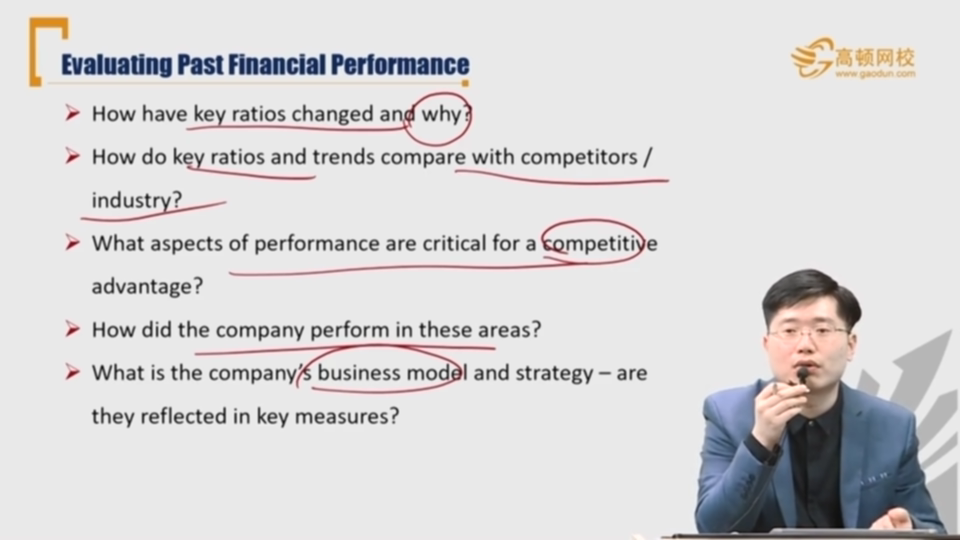 Evaluating Past Financial Performance
高顿网校
www.gaodun.com
How have key ratios changed and why?
How do key ratios and trends compare with competitors /
industry?
What aspects of performance are critical for a competitive
advantage?
How did the company perform in these areas?
What is the company's business model and strategy – are
they reflected in key measures?